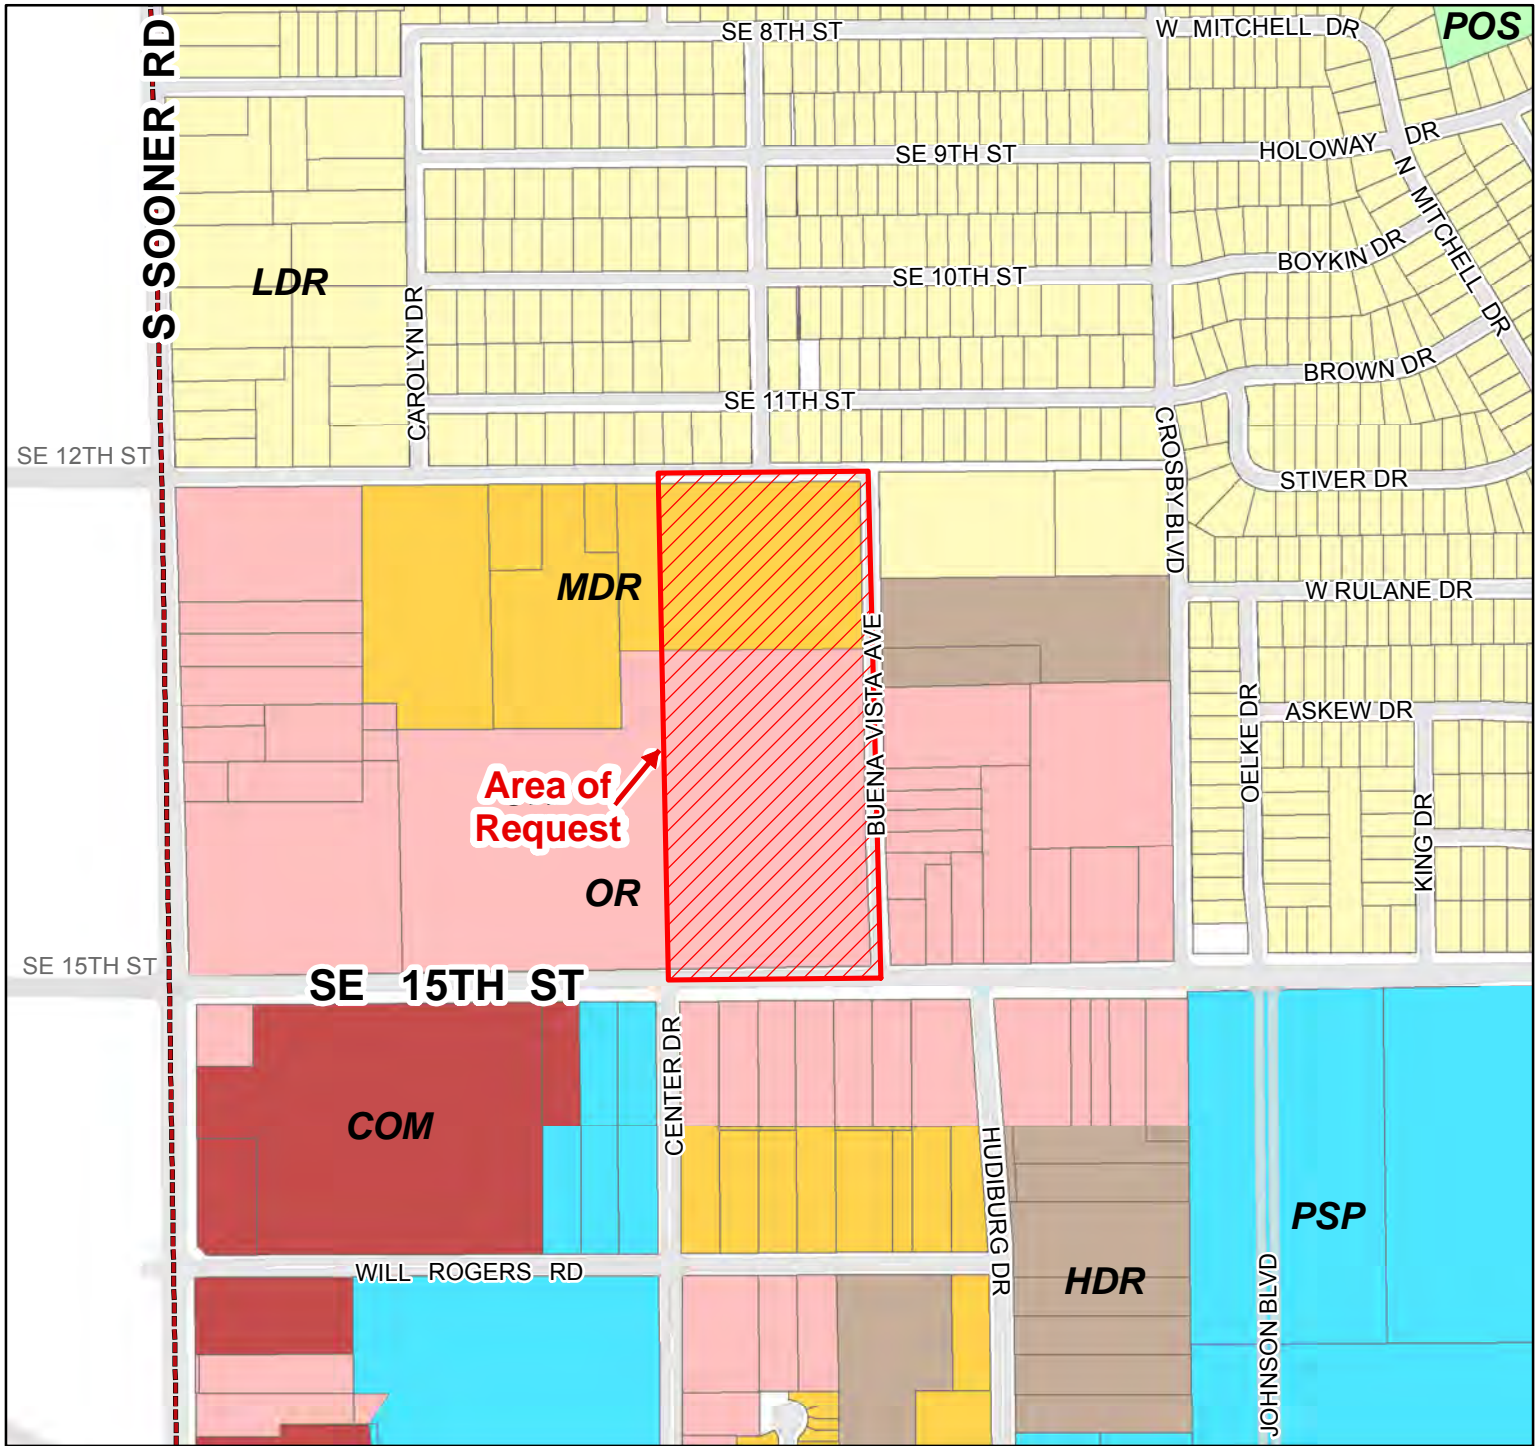 SE 8TH ST
W MITCHELL DR
POS
S SOONER RD
SE 9TH ST
HOLOWAY DR
N MITCHELL DR
LDR
SE 10TH ST
BOYKIN DR
CAROLYN DR
BROWN DR
SE 11TH ST
SE 12TH ST
CROSBY BLVD
STIVER DR
MDR
W RULANE DR
BUENA VISTA AVE
OELKE DR
ASKEW DR
Area of
Request
KING DR
OR
SE 15TH ST
SE 15TH ST
CENTER DR
COM
HUDIBURG DR
PSP
WILL ROGERS RD
HDR
JOHNSON BLVD